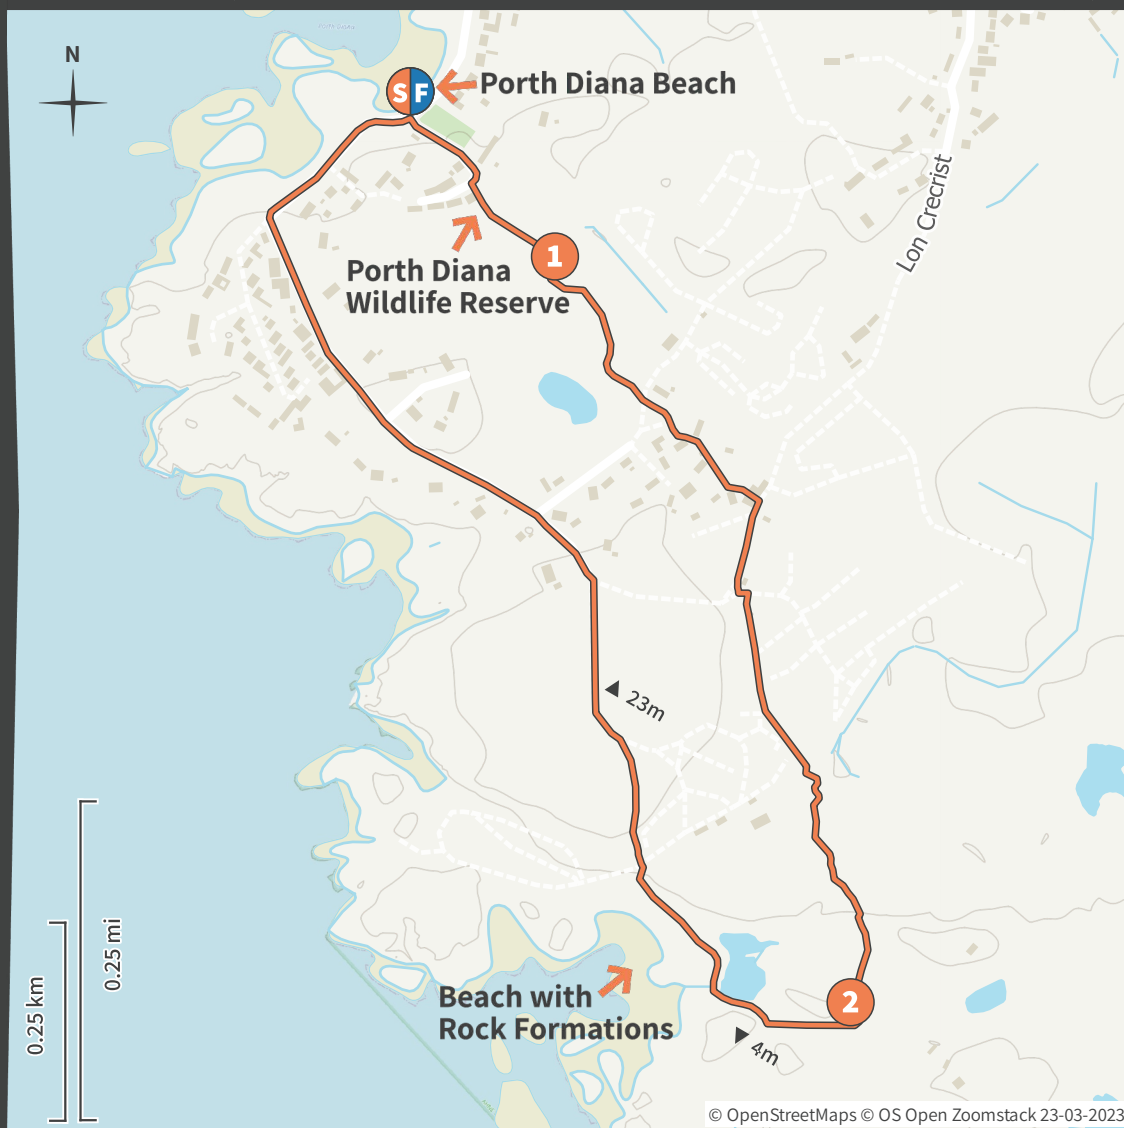 N
S F
Porth Diana Beach
Lon Crecrist
1
Porth Diana
Wildlife Reserve
23m
0.25 mi
0.25 km
Beach with
Rock Formations
2
4m
© OpenStreetMaps © OS Open Zoomstack 23-03-2023